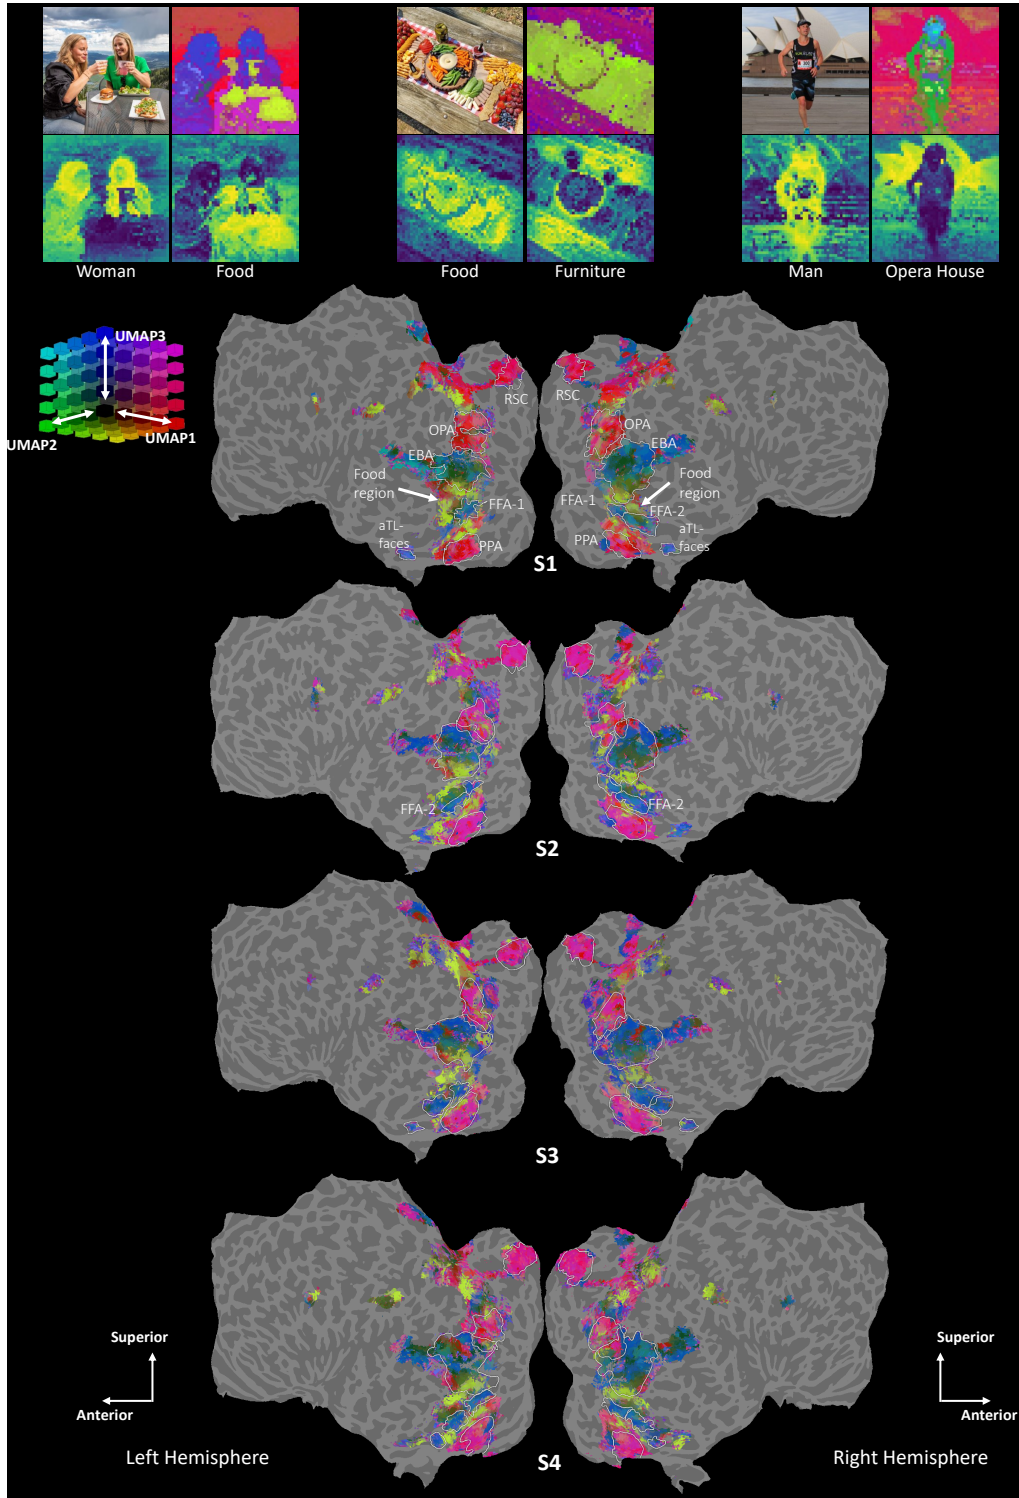 Woman
Food
Food
Furniture
Man
Opera House
UMAP3
UMAP2
UMAP1
RSC
RSC
OPA
OPA
EBA
EBA
Food
region
Food
region
FFA-1
FFA-1
FFA-2
aTL-
faces
aTL-
faces
PPA
PPA
S1
FFA-2
FFA-2
S2
S3
Superior
Anterior
Superior
Anterior
Left Hemisphere
S4
Right Hemisphere